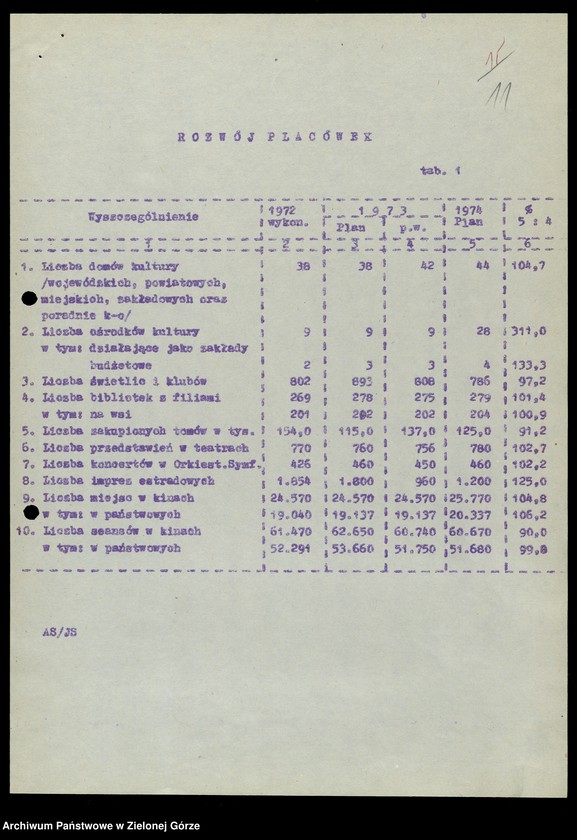 15
11
ROZWÓJ PLACÓWEK
tab. 1
Wyszczególnienie 1972 wykon. 1973 Plan p.w. 1974 Plan % 5 : 4
1 2 3 4 5 6
1. Liczba domów kultury 38 38 42 44 104,7
/wojewódskich, powiatowych,
miejskich, zakładowych oraz
poradnie k-o/
2. Liczba ośrodków kultury 9 9 9 28 311,0
w tym: działające jako zakłady
budżetowe 2 3 3 4 133,3
3. Liczba świetlic i klubów 802 893 808 786 97,2
4. Liczba bibliotek z filiami 269 278 275 279 101,4
w tym: na wsi 201 202 202 204 100,9
5. Liczba zakupionych tomów w tys. 154,0 115,0 137,0 125,0 91,2
6. Liczba przedstawień w teatrach 770 760 756 780 102,7
7. Liczba koncertów w Orkiest.Symf. 426 460 450 460 102,2
8. Liczba imprez estradowych 1.854 1.800 960 1.200 125,0
9. Liczba miejsc w kinach 24.570 24.570 24.570 25.770 104,8
w tym: w państwowych 19.040 19.137 19.137 20.337 106,2
10. Liczba seansów w kinach 61.470 62.650 60.740 60.670 90,0
w tym: w państwowych 52.291 53.660 51.750 51.680 99,8
AS/JS
Archiwum Państwowe w Zielonej Górze